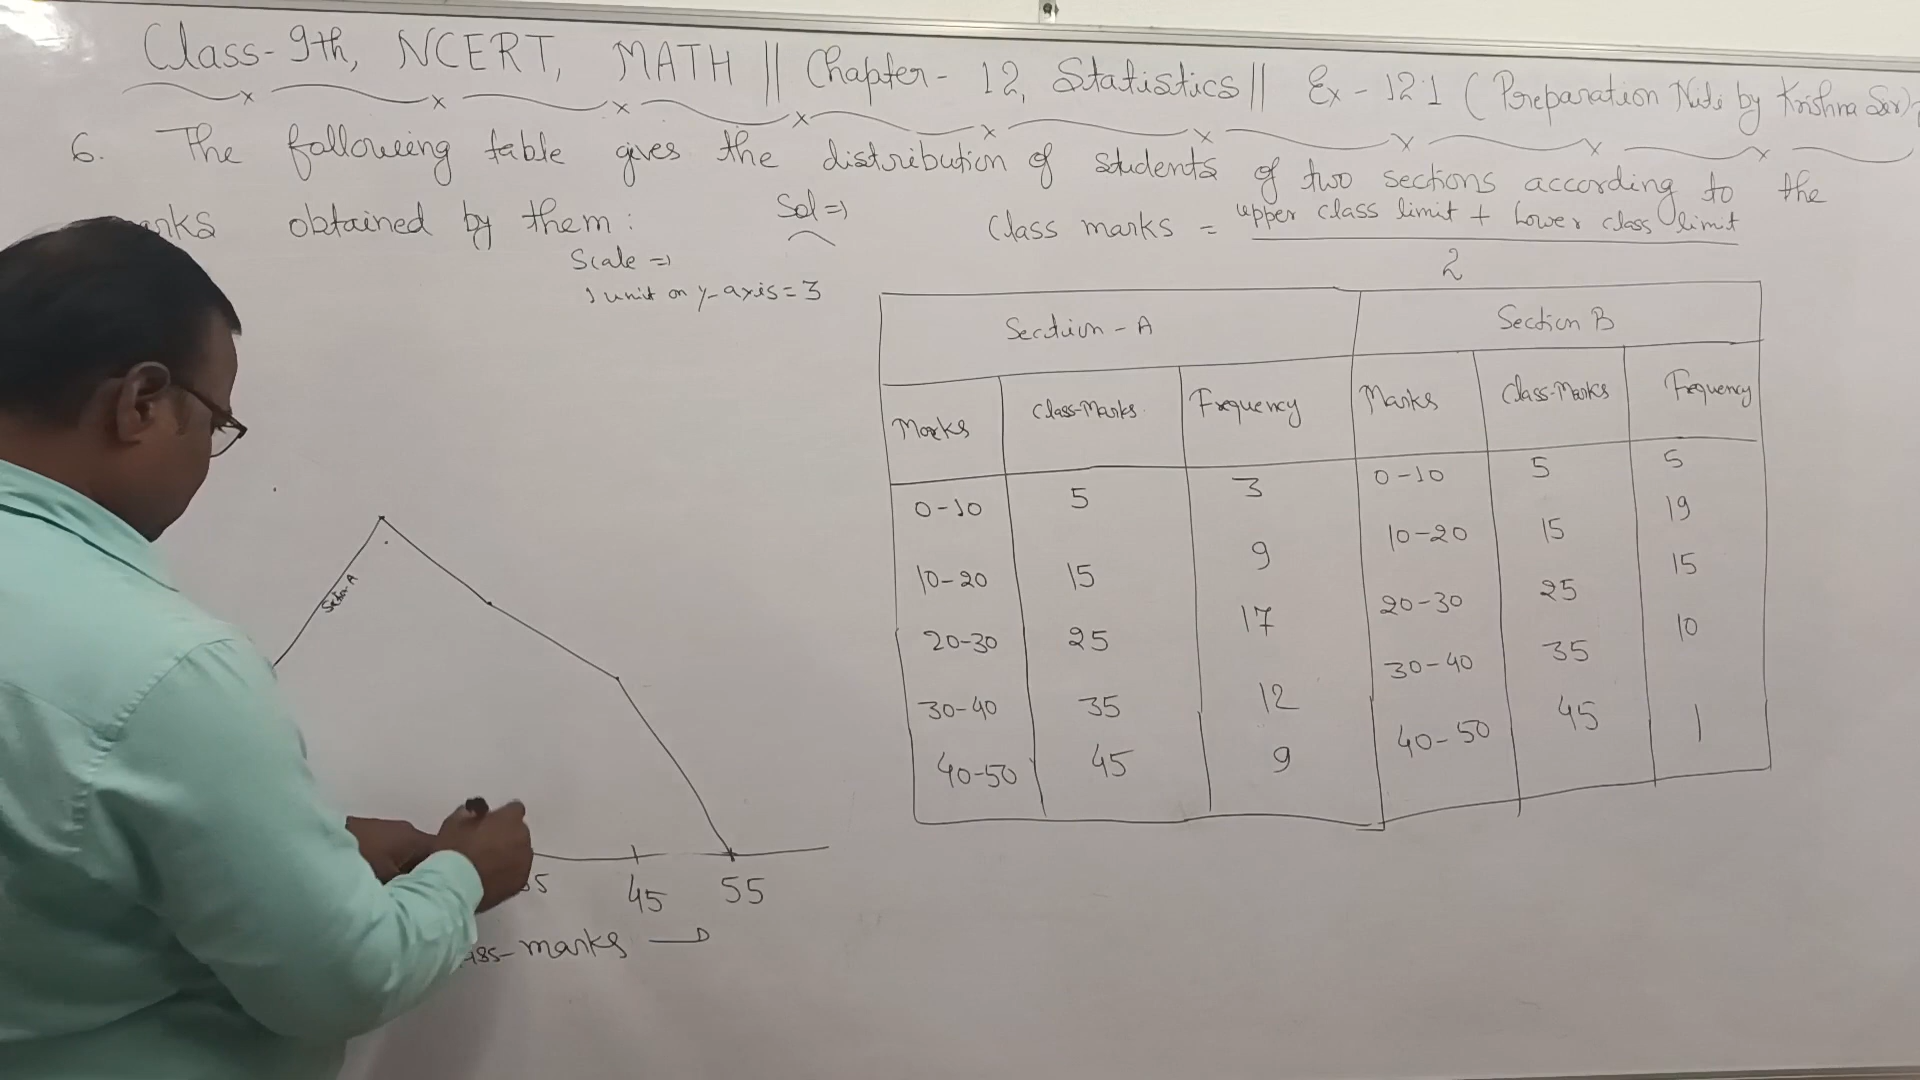 Class-9th, NCERT, MATH || Chapter-12, Statistics || Ex-12.1 (Preparation Niti by Krishna Sir)
6. The following table gives the distribution of students of two sections according to the
obtained by them:
Sol⇒
Class marks = upper class limit + Lower class limit
2
Scale ⇒
1 unit on y-axis = 3
Section-A Section B
Marks Class-Marks Frequency Marks Class-Marks Frequency
0-10 5 3 0-10 5 5
10-20 15 9 10-20 15 19
20-30 25 17 20-30 25 15
30-40 35 12 30-40 35 10
40-50 45 9 40-50 45 1
Section-A
45 55
marks